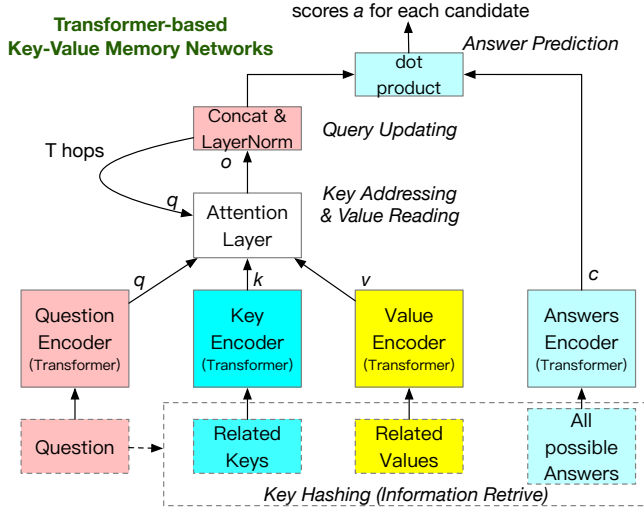 scores a for each candidate
Transformer-based
Key-Value Memory Networks
Answer Prediction
dot
product
Concat &
LayerNorm
Query Updating
T hops
o
q
Key Addressing
& Value Reading
Attention
Layer
q
k
v
c
Question
Encoder
(Transformer)
Key
Encoder
(Transformer)
Value
Encoder
(Transformer)
Answers
Encoder
(Transformer)
Question
Related
Keys
Related
Values
All
possible
Answers
Key Hashing (Information Retrive)